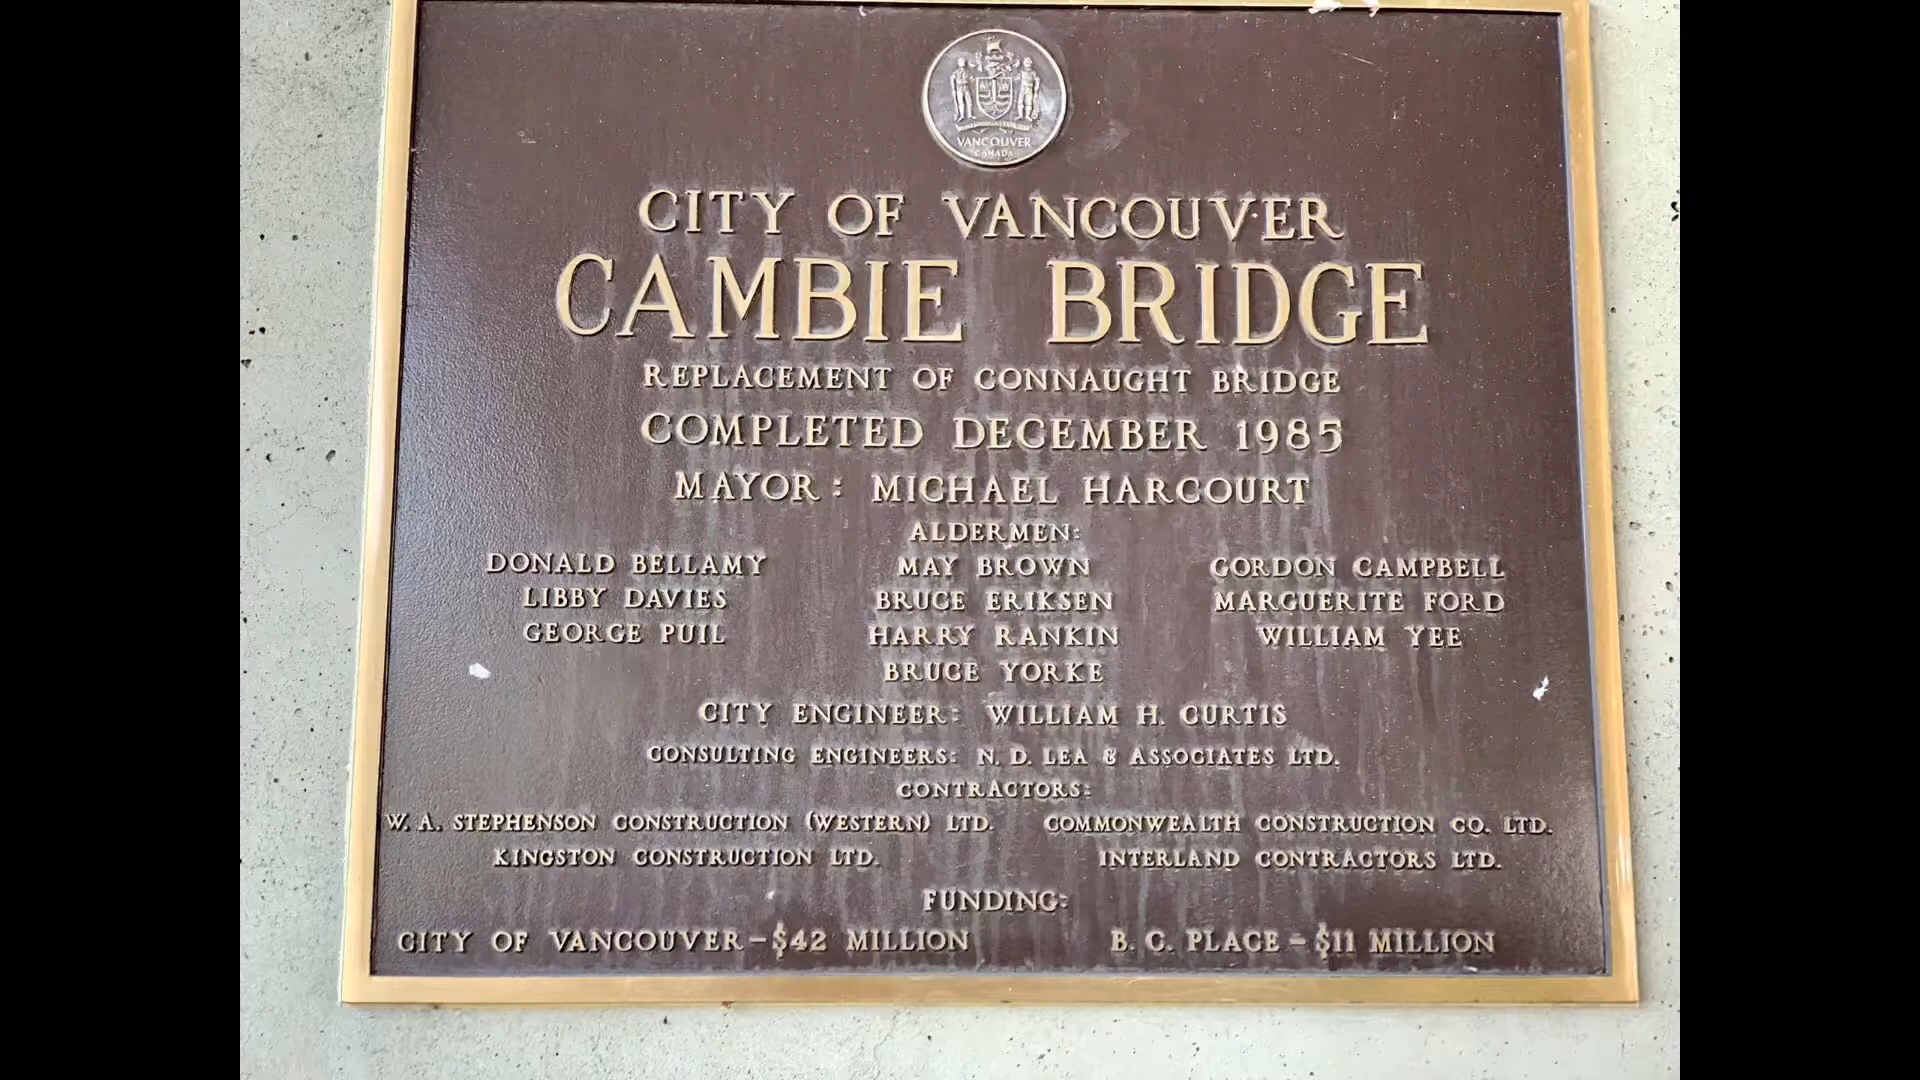 VANCOUVER
CANADA
CITY OF VANCOUVER
CAMBIE BRIDGE
REPLACEMENT OF CONNAUGHT BRIDGE
COMPLETED DECEMBER 1985
MAYOR: MICHAEL HARCOURT
ALDERMEN:
DONALD BELLAMY MAY BROWN GORDON CAMPBELL
LIBBY DAVIES BRUCE ERIKSEN MARGUERITE FORD
GEORGE PUIL HARRY RANKIN WILLIAM YEE
BRUCE YORKE
CITY ENGINEER: WILLIAM H. CURTIS
CONSULTING ENGINEERS: N. D. LEA & ASSOCIATES LTD.
CONTRACTORS:
W. A. STEPHENSON CONSTRUCTION (WESTERN) LTD. COMMONWEALTH CONSTRUCTION CO. LTD.
KINGSTON CONSTRUCTION LTD. INTERLAND CONTRACTORS LTD.
FUNDING:
CITY OF VANCOUVER - $42 MILLION B. C. PLACE - $11 MILLION